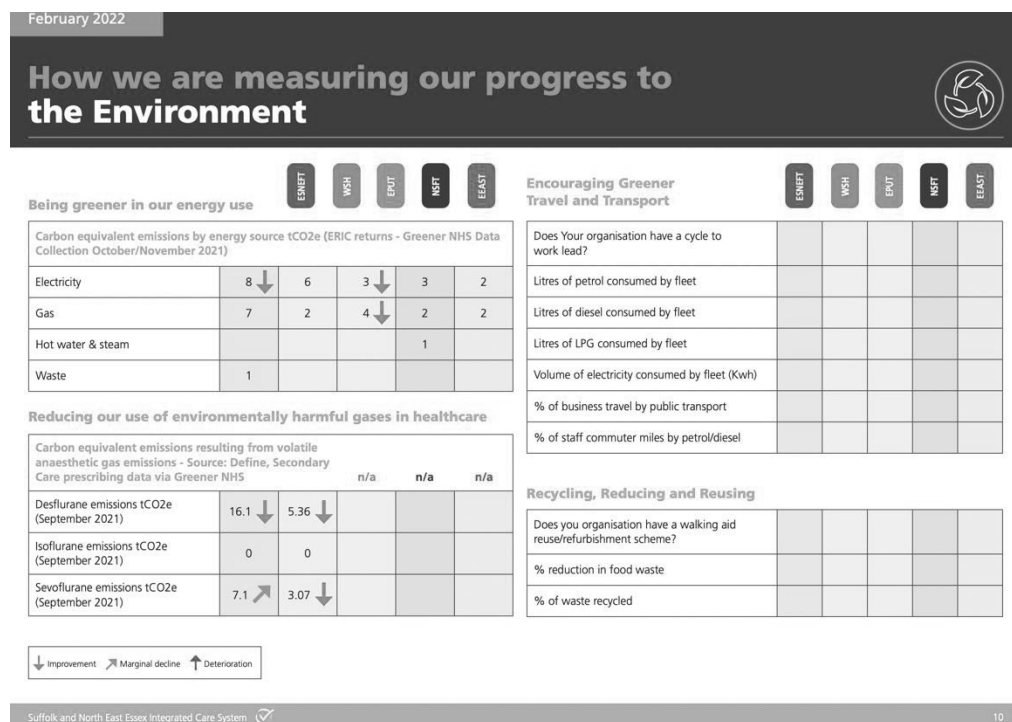 February 2022
How we are measuring our progress to
the Environment
Being greener in our energy use
ESNEFT
WSH
EPUT
NSFT
EEAST
Carbon equivalent emissions by energy source tCO2e (ERIC returns - Greener NHS Data
Collection October/November 2021)
Electricity 8 6 3 3 2
Gas 7 2 4 2 2
Hot water & steam 1
Waste 1
Reducing our use of environmentally harmful gases in healthcare
Carbon equivalent emissions resulting from volatile
anaesthetic gas emissions - Source: Define, Secondary
Care prescribing data via Greener NHS n/a n/a n/a
Desflurane emissions tCO2e
(September 2021) 16.1 5.36
Isoflurane emissions tCO2e
(September 2021) 0 0
Sevoflurane emissions tCO2e
(September 2021) 7.1 3.07
Improvement Marginal decline Deterioration
Encouraging Greener
Travel and Transport
ESNEFT
WSH
EPUT
NSFT
EEAST
Does Your organisation have a cycle to
work lead?
Litres of petrol consumed by fleet
Litres of diesel consumed by fleet
Litres of LPG consumed by fleet
Volume of electricity consumed by fleet (Kwh)
% of business travel by public transport
% of staff commuter miles by petrol/diesel
Recycling, Reducing and Reusing
Does you organisation have a walking aid
reuse/refurbishment scheme?
% reduction in food waste
% of waste recycled
Suffolk and North East Essex Integrated Care System
10